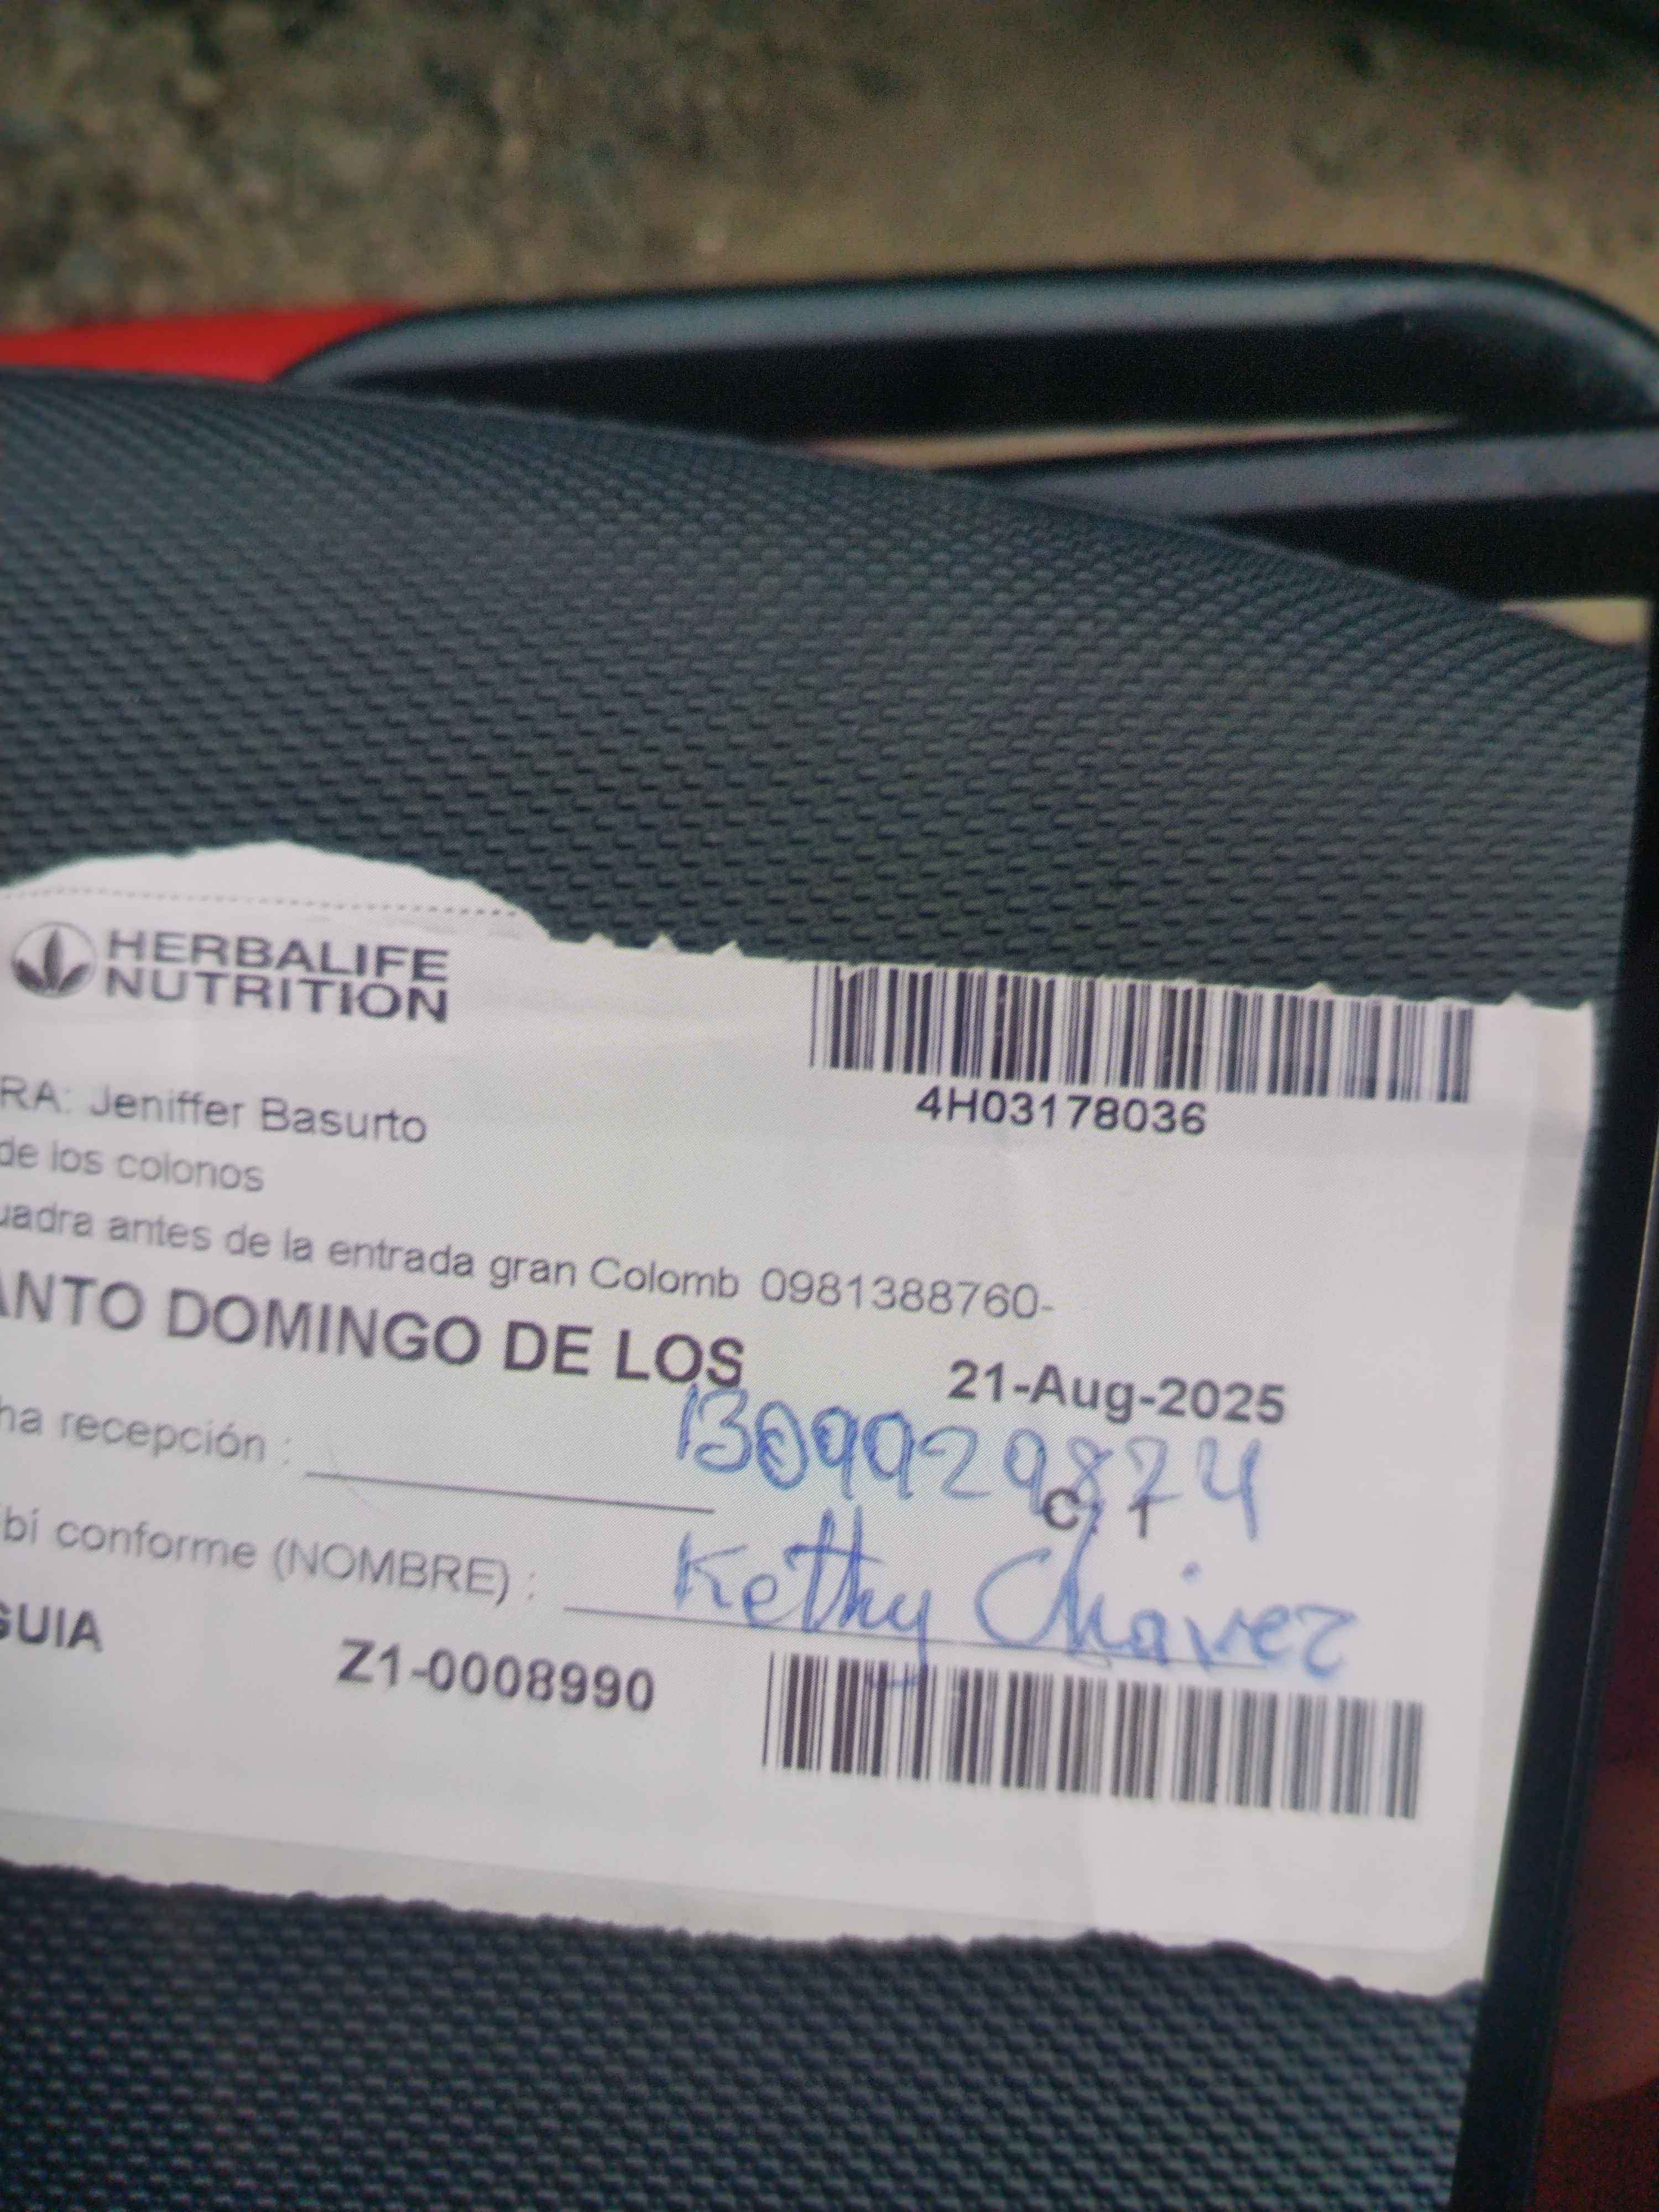 HERBALIFE
NUTRITION
4H03178036
RA: Jeniffer Basurto
de los colonos
uadra antes de la entrada gran Colomb 0981388760-
ANTO DOMINGO DE LOS
21-Aug-2025
1309929874
ha recepción :
C/ 1
bí conforme (NOMBRE) :
Kethy Chavez
GUIA
Z1-0008990